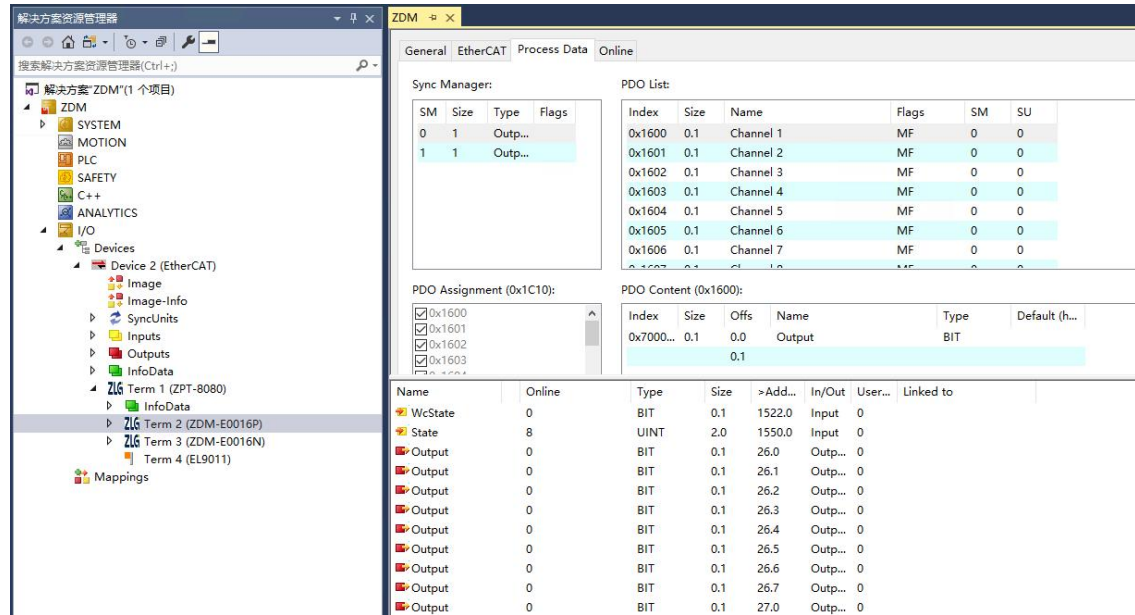 解决方案资源管理器
搜索解决方案资源管理器(Ctrl+;)
解决方案"ZDM"(1 个项目)
ZDM
SYSTEM
MOTION
PLC
SAFETY
C++
ANALYTICS
I/O
Devices
Device 2 (EtherCAT)
Image
Image-Info
SyncUnits
Inputs
Outputs
InfoData
ZLG Term 1 (ZPT-8080)
InfoData
ZLG Term 2 (ZDM-E0016P)
ZLG Term 3 (ZDM-E0016N)
Term 4 (EL9011)
Mappings
ZDM
General EtherCAT Process Data Online
Sync Manager:
SM Size Type Flags
0 1 Outp...
1 1 Outp...
PDO List:
Index Size Name Flags SM SU
0x1600 0.1 Channel 1 MF 0 0
0x1601 0.1 Channel 2 MF 0 0
0x1602 0.1 Channel 3 MF 0 0
0x1603 0.1 Channel 4 MF 0 0
0x1604 0.1 Channel 5 MF 0 0
0x1605 0.1 Channel 6 MF 0 0
0x1606 0.1 Channel 7 MF 0 0
PDO Assignment (0x1C10):
0x1600
0x1601
0x1602
0x1603
PDO Content (0x1600):
Index Size Offs Name Type Default (h...
0x7000... 0.1 0.0 Output BIT
0.1
Name Online Type Size >Add... In/Out User... Linked to
WcState 0 BIT 0.1 1522.0 Input 0
State 8 UINT 2.0 1550.0 Input 0
Output 0 BIT 0.1 26.0 Outp... 0
Output 0 BIT 0.1 26.1 Outp... 0
Output 0 BIT 0.1 26.2 Outp... 0
Output 0 BIT 0.1 26.3 Outp... 0
Output 0 BIT 0.1 26.4 Outp... 0
Output 0 BIT 0.1 26.5 Outp... 0
Output 0 BIT 0.1 26.6 Outp... 0
Output 0 BIT 0.1 26.7 Outp... 0
Output 0 BIT 0.1 27.0 Outp... 0